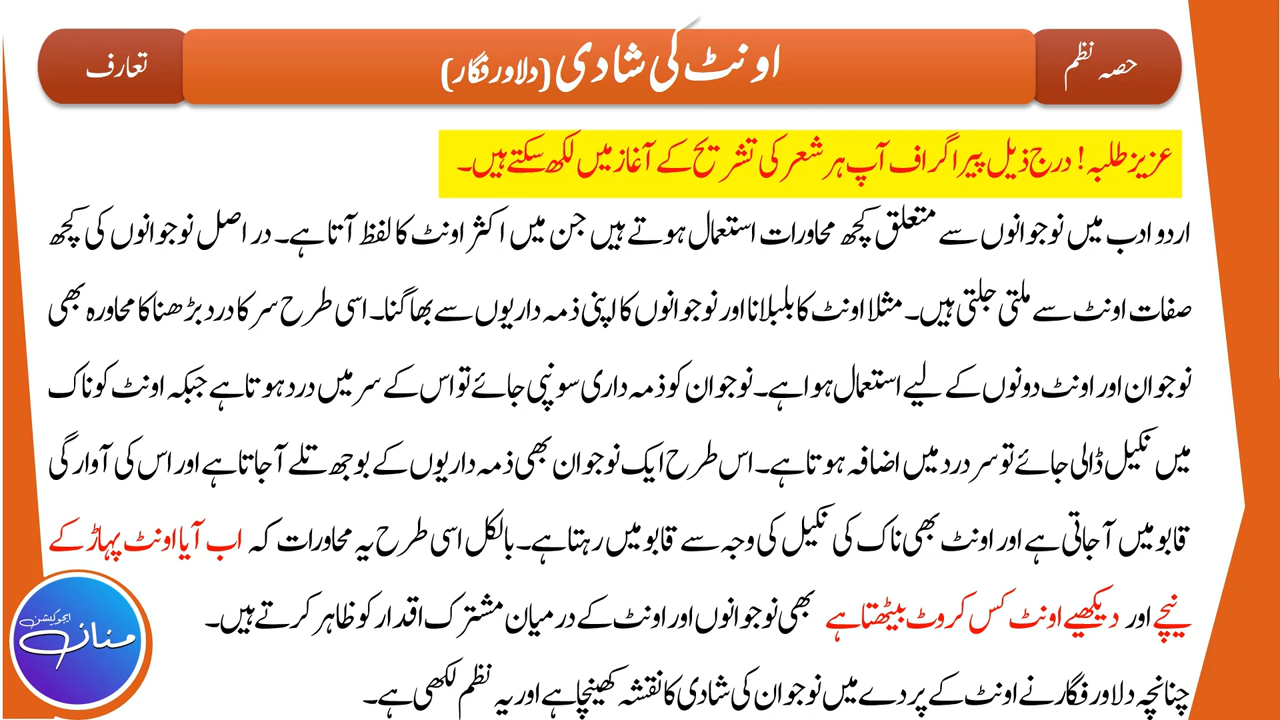 حصہ نظم
اونٹ کی شادی (دلاور فگار)
تعارف
عزیز طلبہ! درج ذیل پیراگراف آپ ہر شعر کی تشریح کے آغاز میں لکھ سکتے ہیں۔
اردو ادب میں نوجوانوں سے متعلق کچھ محاورات استعمال ہوتے ہیں جن میں اکثر اونٹ کا لفظ آتا ہے۔ در اصل نوجوانوں کی کچھ
صفات اونٹ سے ملتی جلتی ہیں۔ مثلا اونٹ کا بلبلانا اور نوجوانوں کا اپنی ذمہ داریوں سے بھاگنا۔ اسی طرح سر کا درد بڑھنا کا محاورہ بھی
نوجوان اور اونٹ دونوں کے لیے استعمال ہوا ہے۔ نوجوان کو ذمہ داری سونپی جائے تو اس کے سر میں درد ہوتا ہے جبکہ اونٹ کو ناک
میں نکیل ڈالی جائے تو سر درد میں اضافہ ہوتا ہے۔ اس طرح ایک نوجوان بھی ذمہ داریوں کے بوجھ تلے آ جاتا ہے اور اس کی آوارگی
قابو میں آ جاتی ہے اور اونٹ بھی ناک کی نکیل کی وجہ سے قابو میں رہتا ہے۔ بالکل اسی طرح یہ محاورات کہ اب آیا اونٹ پہاڑ کے
نیچے اور دیکھیے اونٹ کس کروٹ بیٹھتا ہے بھی نوجوانوں اور اونٹ کے درمیان مشترک اقدار کو ظاہر کرتے ہیں۔
چنانچہ دلاور فگار نے اونٹ کے پردے میں نوجوان کی شادی کا نقشہ کھینچا ہے اور یہ نظم لکھی ہے۔
ایجوکیشن